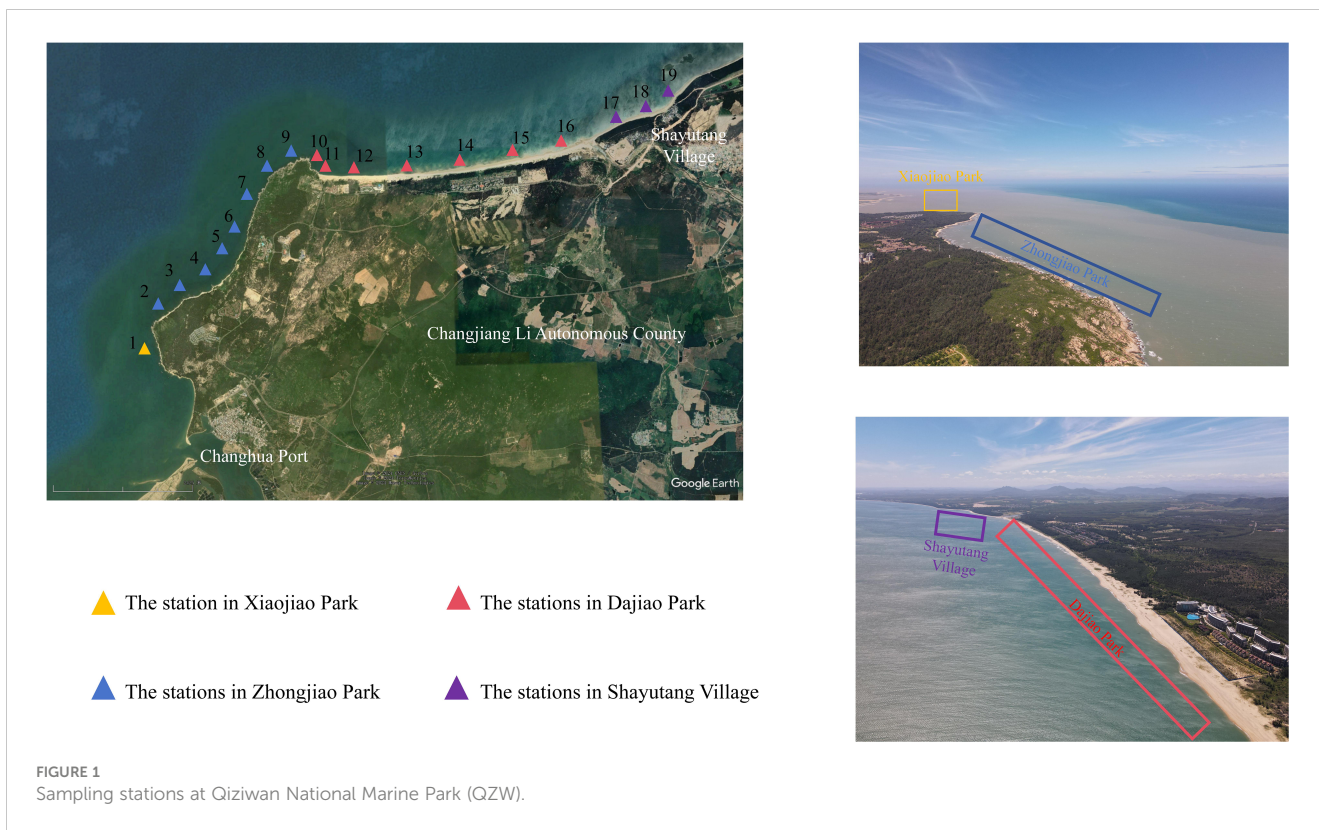 19
18
17
16
15
14
13
12
11
10
9
8
7
6
5
4
3
2
1
Shayutang
Village
Changjiang Li Autonomous County
Changhua Port
Google Earth
Xiaojiao Park
Zhongjiao Park
Shayutang
Village
Dajiao Park
The station in Xiaojiao Park
The stations in Dajiao Park
The stations in Zhongjiao Park
The stations in Shayutang Village
FIGURE 1
Sampling stations at Qiziwan National Marine Park (QZW).